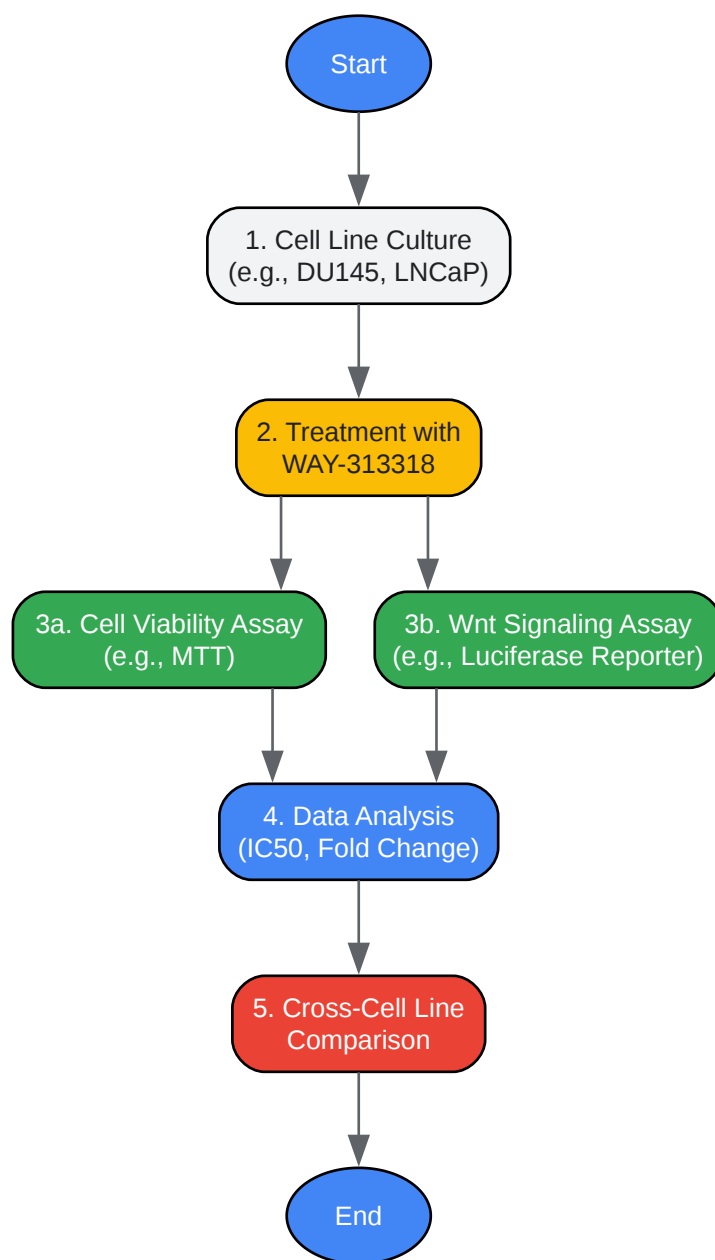 Start
1. Cell Line Culture
(e.g., DU145, LNCaP)
2. Treatment with
WAY-313318
3a. Cell Viability Assay
(e.g., MTT)
3b. Wnt Signaling Assay
(e.g., Luciferase Reporter)
4. Data Analysis
(IC50, Fold Change)
5. Cross-Cell Line
Comparison
End